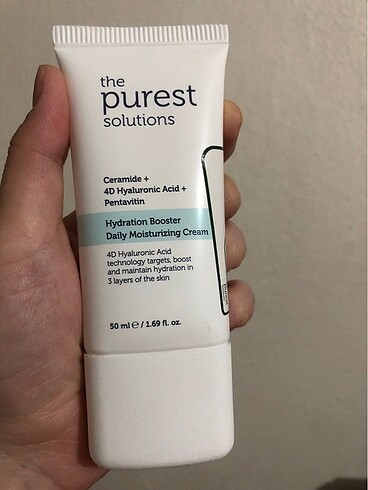 the
purest
solutions
Ceramide +
4D Hyaluronic Acid +
Pentavitin
Hydration Booster
Daily Moisturizing Cream
4D Hyaluronic Acid
technology targets, boost
and maintain hydration in
3 layers of the skin
50 ml ℮ / 1.69 fl. oz.